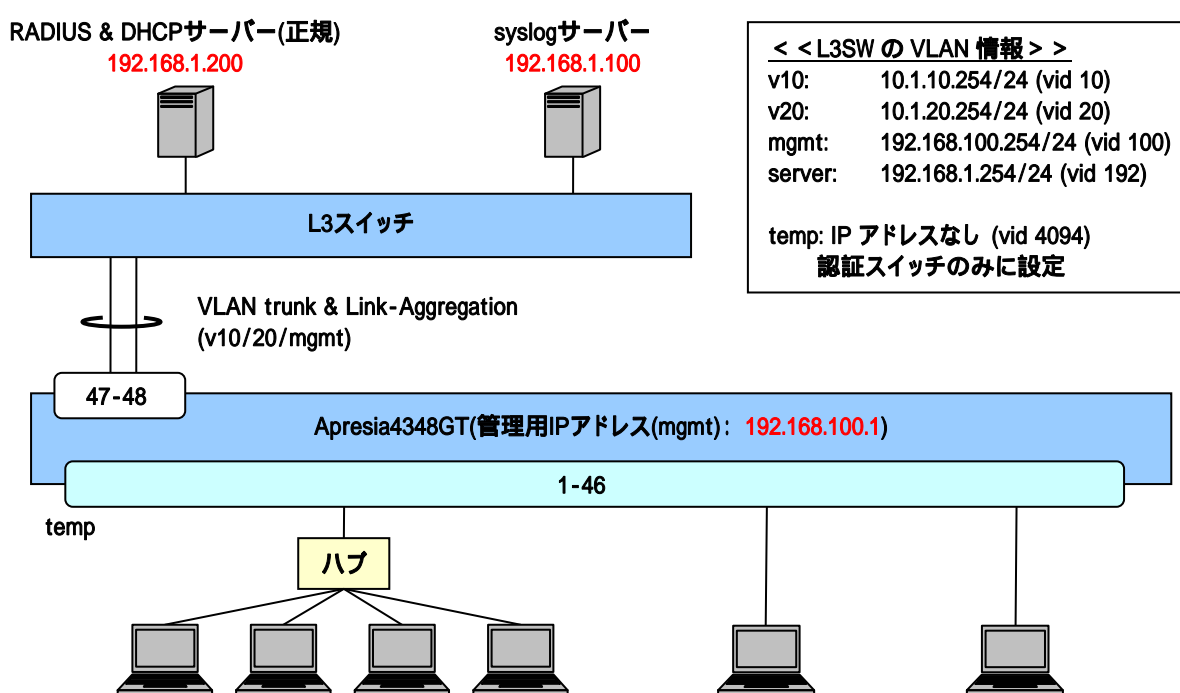 RADIUS & DHCPサーバー(正規)
192.168.1.200
syslogサーバー
192.168.1.100
<<L3SW の VLAN 情報>>
v10: 10.1.10.254/24 (vid 10)
v20: 10.1.20.254/24 (vid 20)
mgmt: 192.168.100.254/24 (vid 100)
server: 192.168.1.254/24 (vid 192)
temp: IP アドレスなし (vid 4094)
認証スイッチのみに設定
L3スイッチ
VLAN trunk & Link-Aggregation
(v10/20/mgmt)
47-48
Apresia4348GT(管理用IPアドレス(mgmt): 192.168.100.1)
1-46
temp
ハブ